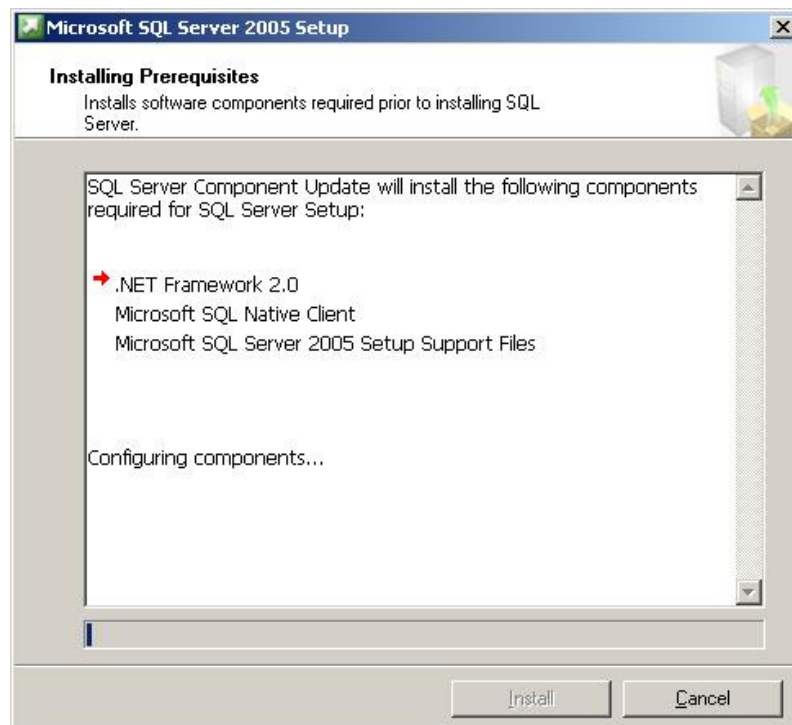 Microsoft SQL Server 2005 Setup
Installing Prerequisites
Installs software components required prior to installing SQL
Server.
SQL Server Component Update will install the following components
required for SQL Server Setup:
.NET Framework 2.0
Microsoft SQL Native Client
Microsoft SQL Server 2005 Setup Support Files
Configuring components...
Install
Cancel